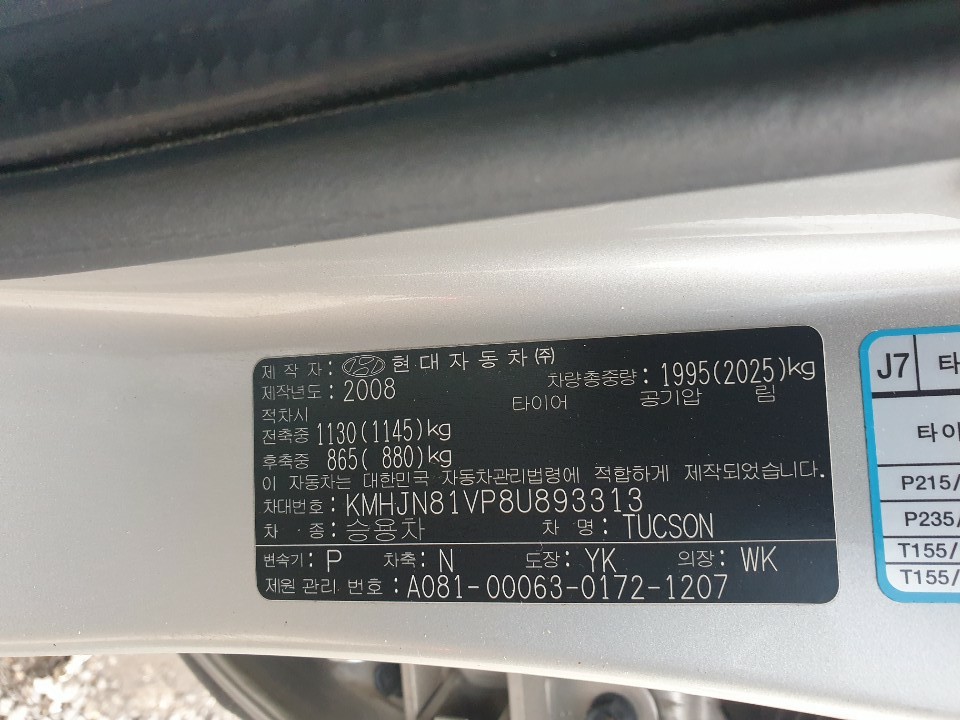 제 작 자 : 현대자동차(주)
제작년도 : 2008 차량총중량 : 1995(2025)kg
적차시 타이어 공기압 림
전축중 1130(1145)kg
후축중 865( 880)kg
이 자동차는 대한민국 자동차관리법령에 적합하게 제작되었습니다.
차대번호 : KMHJN81VP8U893313
차 종 : 승용차 차 명 : TUCSON
변속기 : P 차축 : N 도장 : YK 의장 : WK
제원 관리 번호 : A081-00063-0172-1207
J7 타
타이
P215/
P235/
T155/
T155/